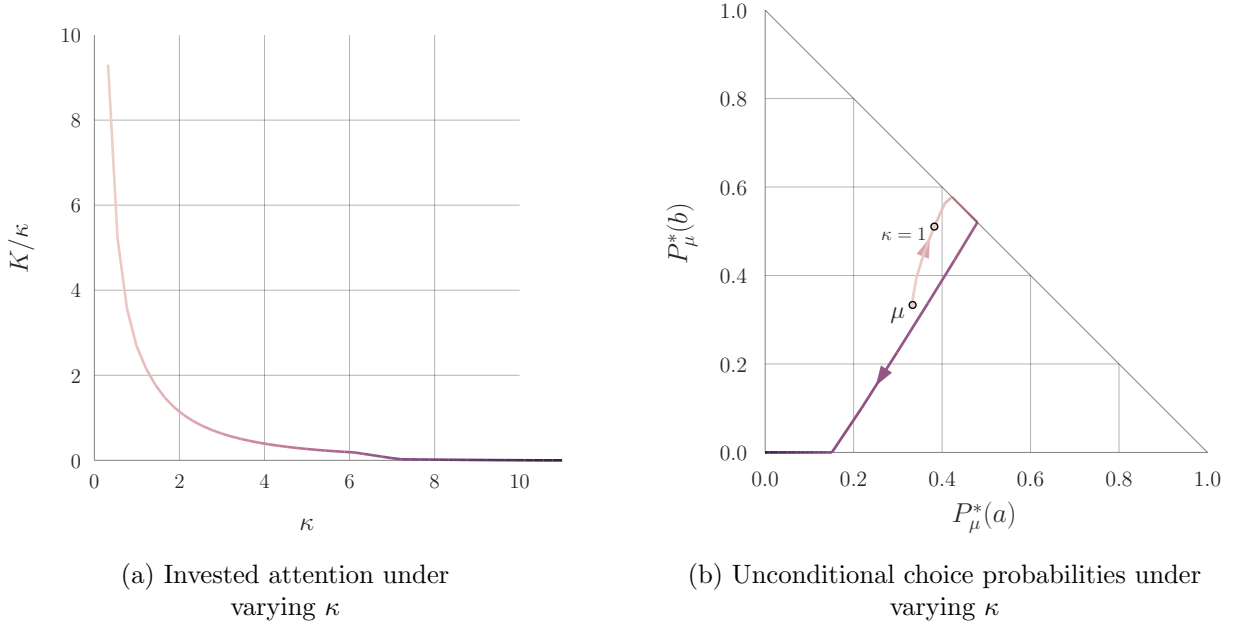 10
8
6
4
2
0
K/κ
0 2 4 6 8 10
κ
(a) Invested attention under
varying κ
1.0
0.8
0.6
0.4
0.2
0.0
P*μ(b)
κ = 1
μ
0.0 0.2 0.4 0.6 0.8 1.0
P*μ(a)
(b) Unconditional choice probabilities under
varying κ